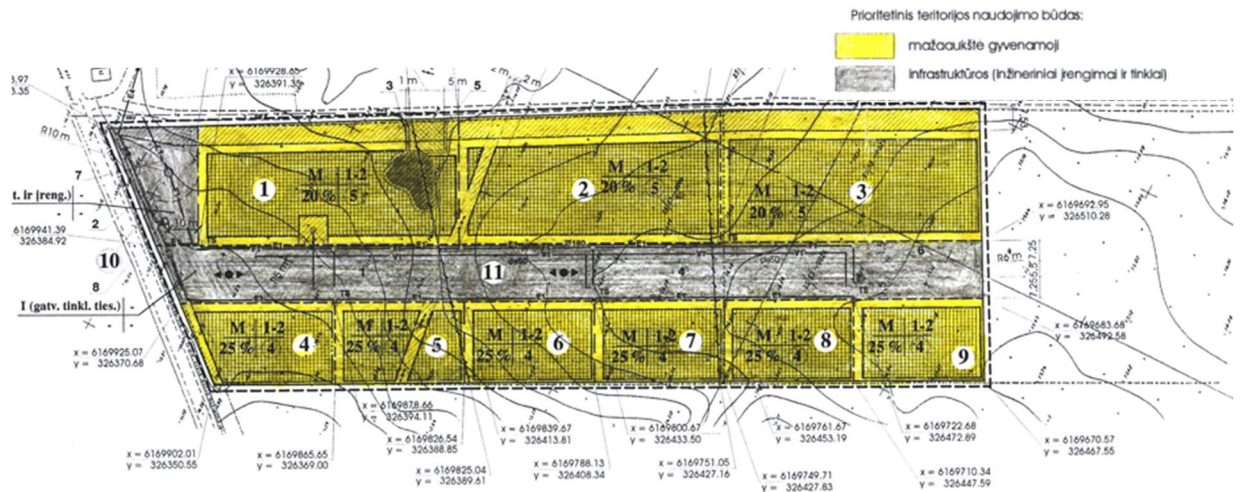 Prioritetinis teritorijos naudojimo būdas:
mažaaukštė gyvenamoji
infrastruktūros (inžineriniai įrengimai ir tinklai)
x = 6169928.65
y = 326391.35
3 1 m 5 m 5
R10 m
7
t. ir įreng.)
2
6169941.39
326384.92
10
8
I (gatv. tinkl. ties.)
x = 6169925.07
y = 326370.68
1
M 1-2
20 % 5
2
M 1-2
20 % 5
3
M 1-2
20 % 5
x = 6169692.95
y = 326510.28
R6 m
11
4
6
M 1-2
25 % 4
4
M 1-2
25 % 4
5
M 1-2
25 % 4
6
M 1-2
25 % 4
7
M 1-2
25 % 4
8
M 1-2
25 % 4
9
x = 6169683.68
y = 326492.58
x = 6169902.01
y = 326350.55
x = 6169865.65
y = 326369.00
x = 6169878.66
y = 326394.11
x = 6169826.54
y = 326388.85
x = 6169825.04
y = 326389.61
x = 6169839.67
y = 326413.81
x = 6169788.13
y = 326408.34
x = 6169800.67
y = 326433.50
x = 6169751.05
y = 326427.16
x = 6169761.67
y = 326453.19
x = 6169749.71
y = 326427.83
x = 6169722.68
y = 326472.89
x = 6169710.34
y = 326447.59
x = 6169670.57
y = 326467.55